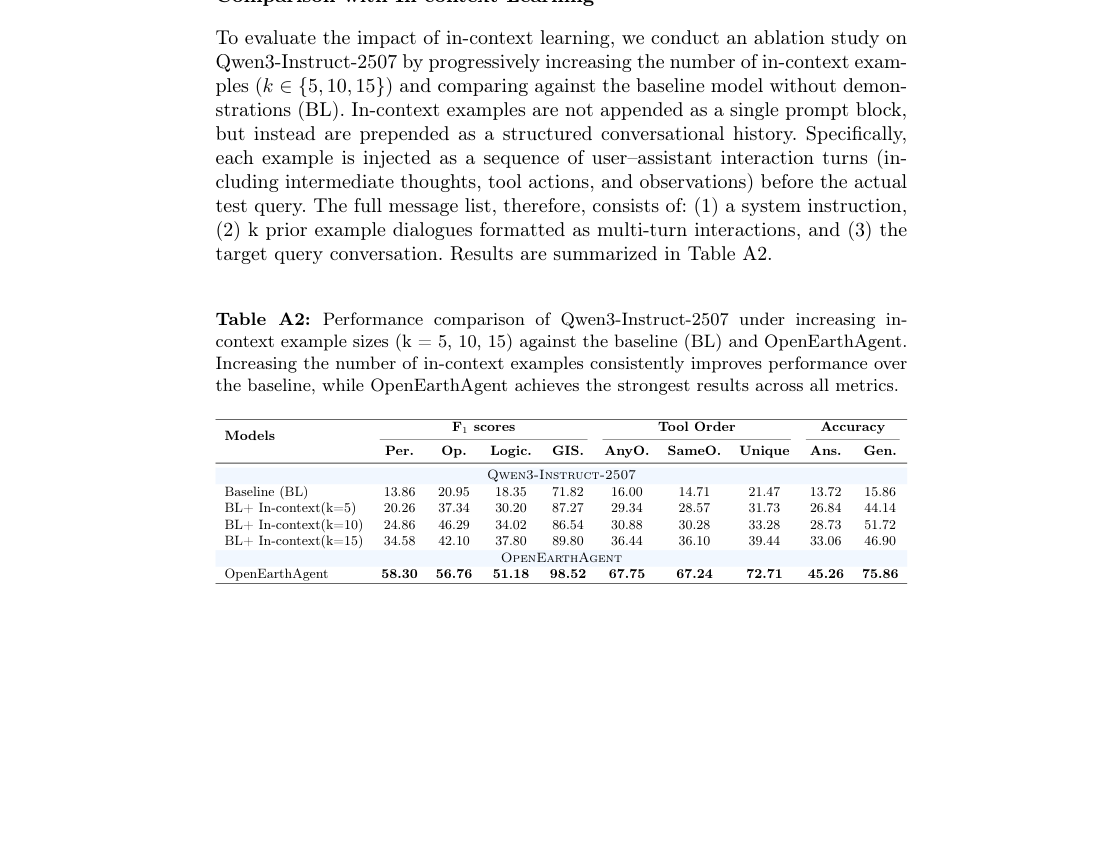 Comparison with In-context Learning
To evaluate the impact of in-context learning, we conduct an ablation study on
Qwen3-Instruct-2507 by progressively increasing the number of in-context exam-
ples (k ∈ {5, 10, 15}) and comparing against the baseline model without demon-
strations (BL). In-context examples are not appended as a single prompt block,
but instead are prepended as a structured conversational history. Specifically,
each example is injected as a sequence of user–assistant interaction turns (in-
cluding intermediate thoughts, tool actions, and observations) before the actual
test query. The full message list, therefore, consists of: (1) a system instruction,
(2) k prior example dialogues formatted as multi-turn interactions, and (3) the
target query conversation. Results are summarized in Table A2.
Table A2: Performance comparison of Qwen3-Instruct-2507 under increasing in-
context example sizes (k = 5, 10, 15) against the baseline (BL) and OpenEarthAgent.
Increasing the number of in-context examples consistently improves performance over
the baseline, while OpenEarthAgent achieves the strongest results across all metrics.
Models F₁ scores Tool Order Accuracy
Per. Op. Logic. GIS. AnyO. SameO. Unique Ans. Gen.
Qwen3-Instruct-2507
Baseline (BL) 13.86 20.95 18.35 71.82 16.00 14.71 21.47 13.72 15.86
BL+ In-context(k=5) 20.26 37.34 30.20 87.27 29.34 28.57 31.73 26.84 44.14
BL+ In-context(k=10) 24.86 46.29 34.02 86.54 30.88 30.28 33.28 28.73 51.72
BL+ In-context(k=15) 34.58 42.10 37.80 89.80 36.44 36.10 39.44 33.06 46.90
OpenEarthAgent
OpenEarthAgent 58.30 56.76 51.18 98.52 67.75 67.24 72.71 45.26 75.86